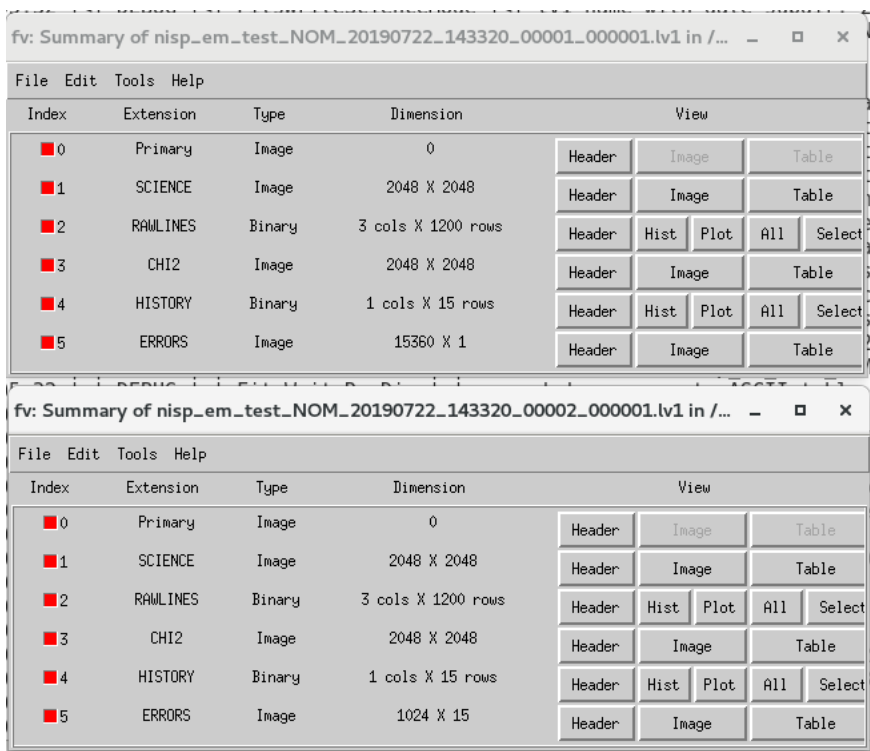 fv: Summary of nisp_em_test_NOM_20190722_143320_00001_000001.lv1 in /...
File Edit Tools Help
Index Extension Type Dimension View
0 Primary Image 0 Header Image Table
1 SCIENCE Image 2048 X 2048 Header Image Table
2 RAWLINES Binary 3 cols X 1200 rows Header Hist Plot All Select
3 CHI2 Image 2048 X 2048 Header Image Table
4 HISTORY Binary 1 cols X 15 rows Header Hist Plot All Select
5 ERRORS Image 15360 X 1 Header Image Table
fv: Summary of nisp_em_test_NOM_20190722_143320_00002_000001.lv1 in /...
File Edit Tools Help
Index Extension Type Dimension View
0 Primary Image 0 Header Image Table
1 SCIENCE Image 2048 X 2048 Header Image Table
2 RAWLINES Binary 3 cols X 1200 rows Header Hist Plot All Select
3 CHI2 Image 2048 X 2048 Header Image Table
4 HISTORY Binary 1 cols X 15 rows Header Hist Plot All Select
5 ERRORS Image 1024 X 15 Header Image Table